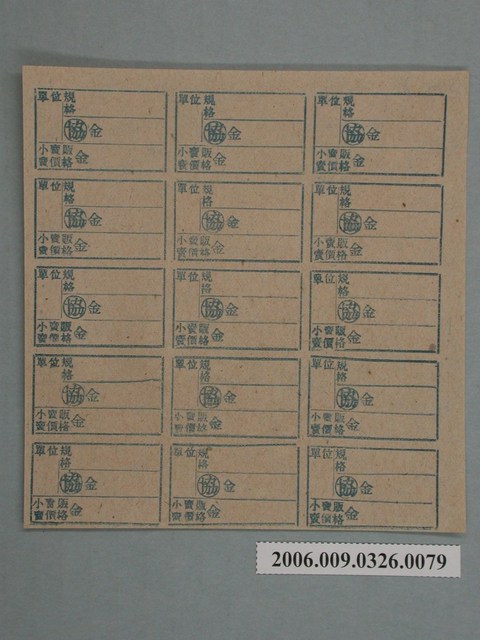 單位規 單位規 單位規
格 格 格
協金 協金 協金
小賣販金 小賣販金 小賣販金
賣價格 賣價格 賣價格
單位規 單位規 單位規
格 格 格
協金 協金 協金
小賣販金 小賣販金 小賣販金
賣價格 賣價格 賣價格
單位規 單位規 單位規
格 格 格
協金 協金 協金
小賣販金 小賣販金 小賣販金
賣價格 賣價格 賣價格
單位規 單位規 單位規
格 格 格
協金 協金 協金
小賣販金 小賣販金 小賣販金
賣價格 賣價格 賣價格
單位規 單位規 單位規
格 格 格
協金 協金 協金
小賣販金 小賣販金 小賣販金
賣價格 賣價格 賣價格
2006.009.0326.0079